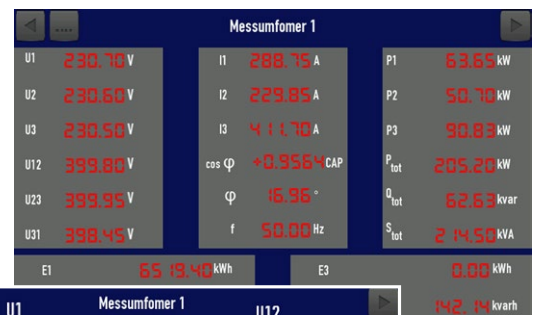 .... Messumfomer 1
U1 230.70 V I1 288.75 A P1 63.65 kW
U2 230.60 V I2 229.85 A P2 50.70 kW
U3 230.50 V I3 411.70 A P3 90.83 kW
U12 399.80 V cos φ +0.9564 CAP Ptot 205.20 kW
U23 399.95 V φ 16.96 ° Qtot 62.63 kvar
U31 398.45 V f 50.00 Hz Stot 214.50 kVA
E1 6519.40 kWh E3 0.00 kWh
142.14 kvarh
U1 Messumfomer 1 U12